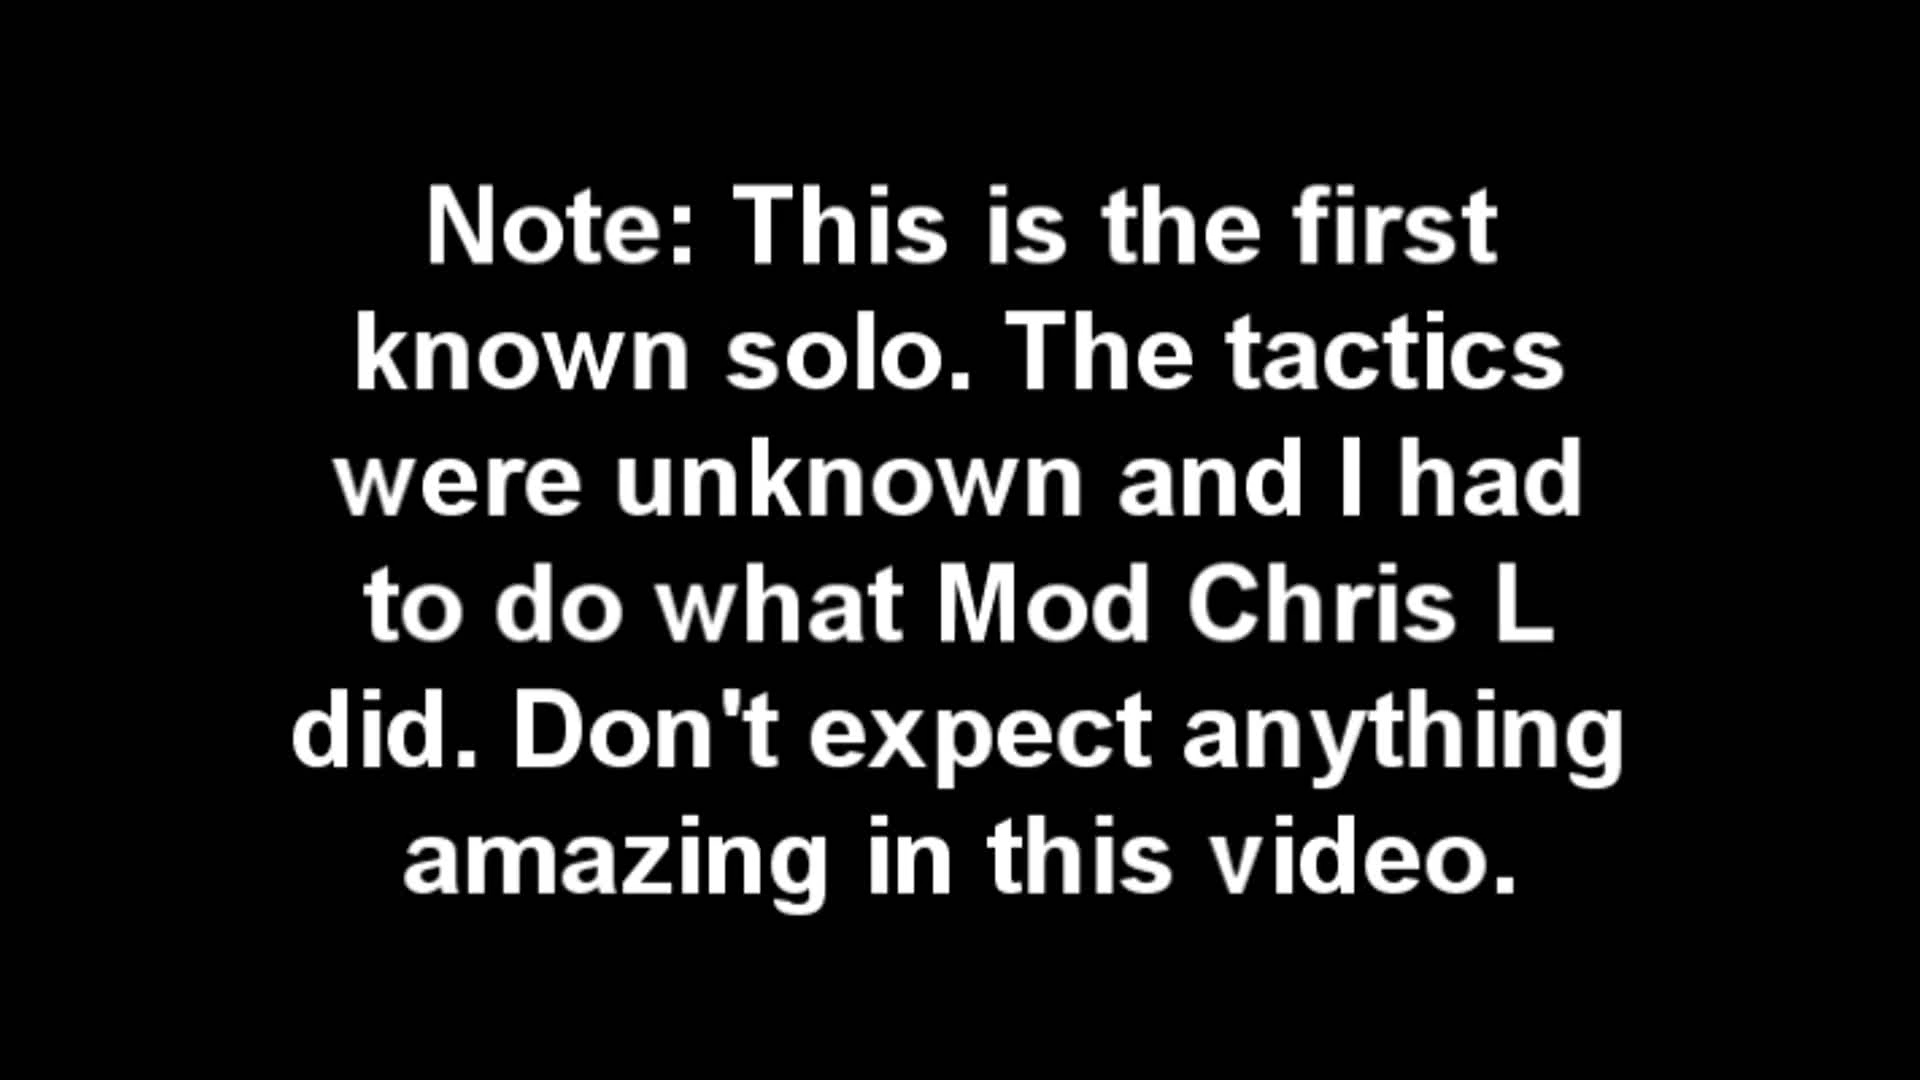 Note: This is the first
known solo. The tactics
were unknown and I had
to do what Mod Chris L
did. Don't expect anything
amazing in this video.